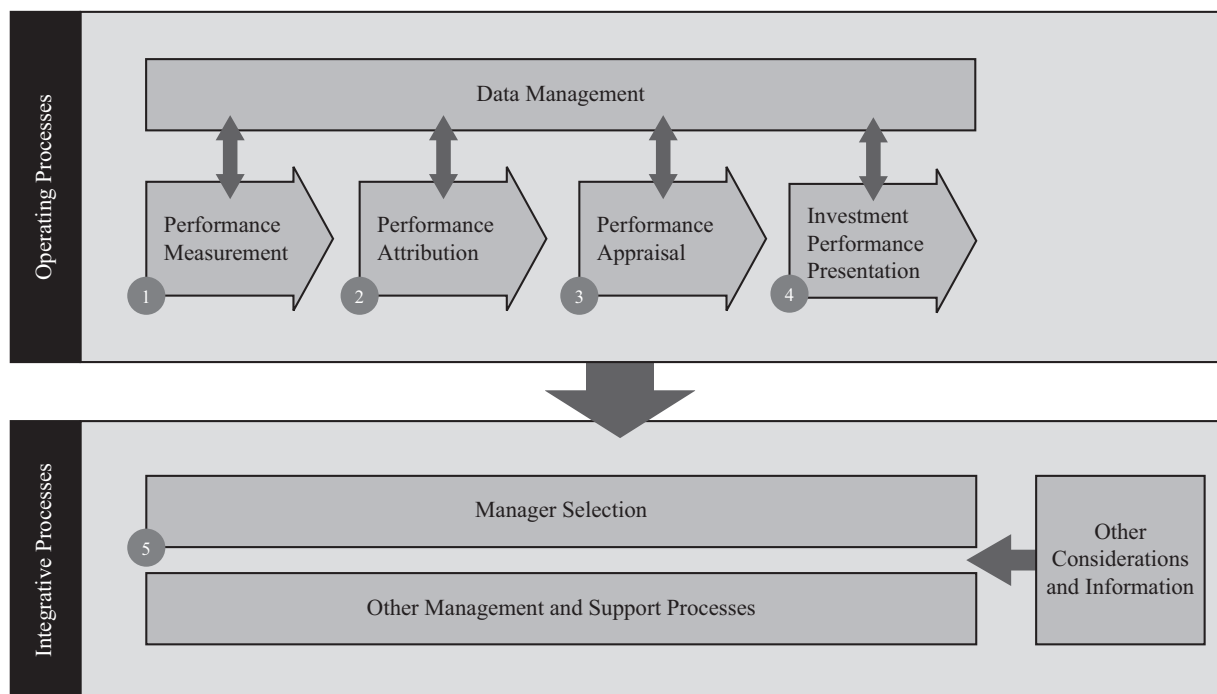 Operating Processes
Data Management
Performance
Measurement
1
Performance
Attribution
2
Performance
Appraisal
3
Investment
Performance
Presentation
4
Integrative Processes
Manager Selection
5
Other Management and Support Processes
Other
Considerations
and Information